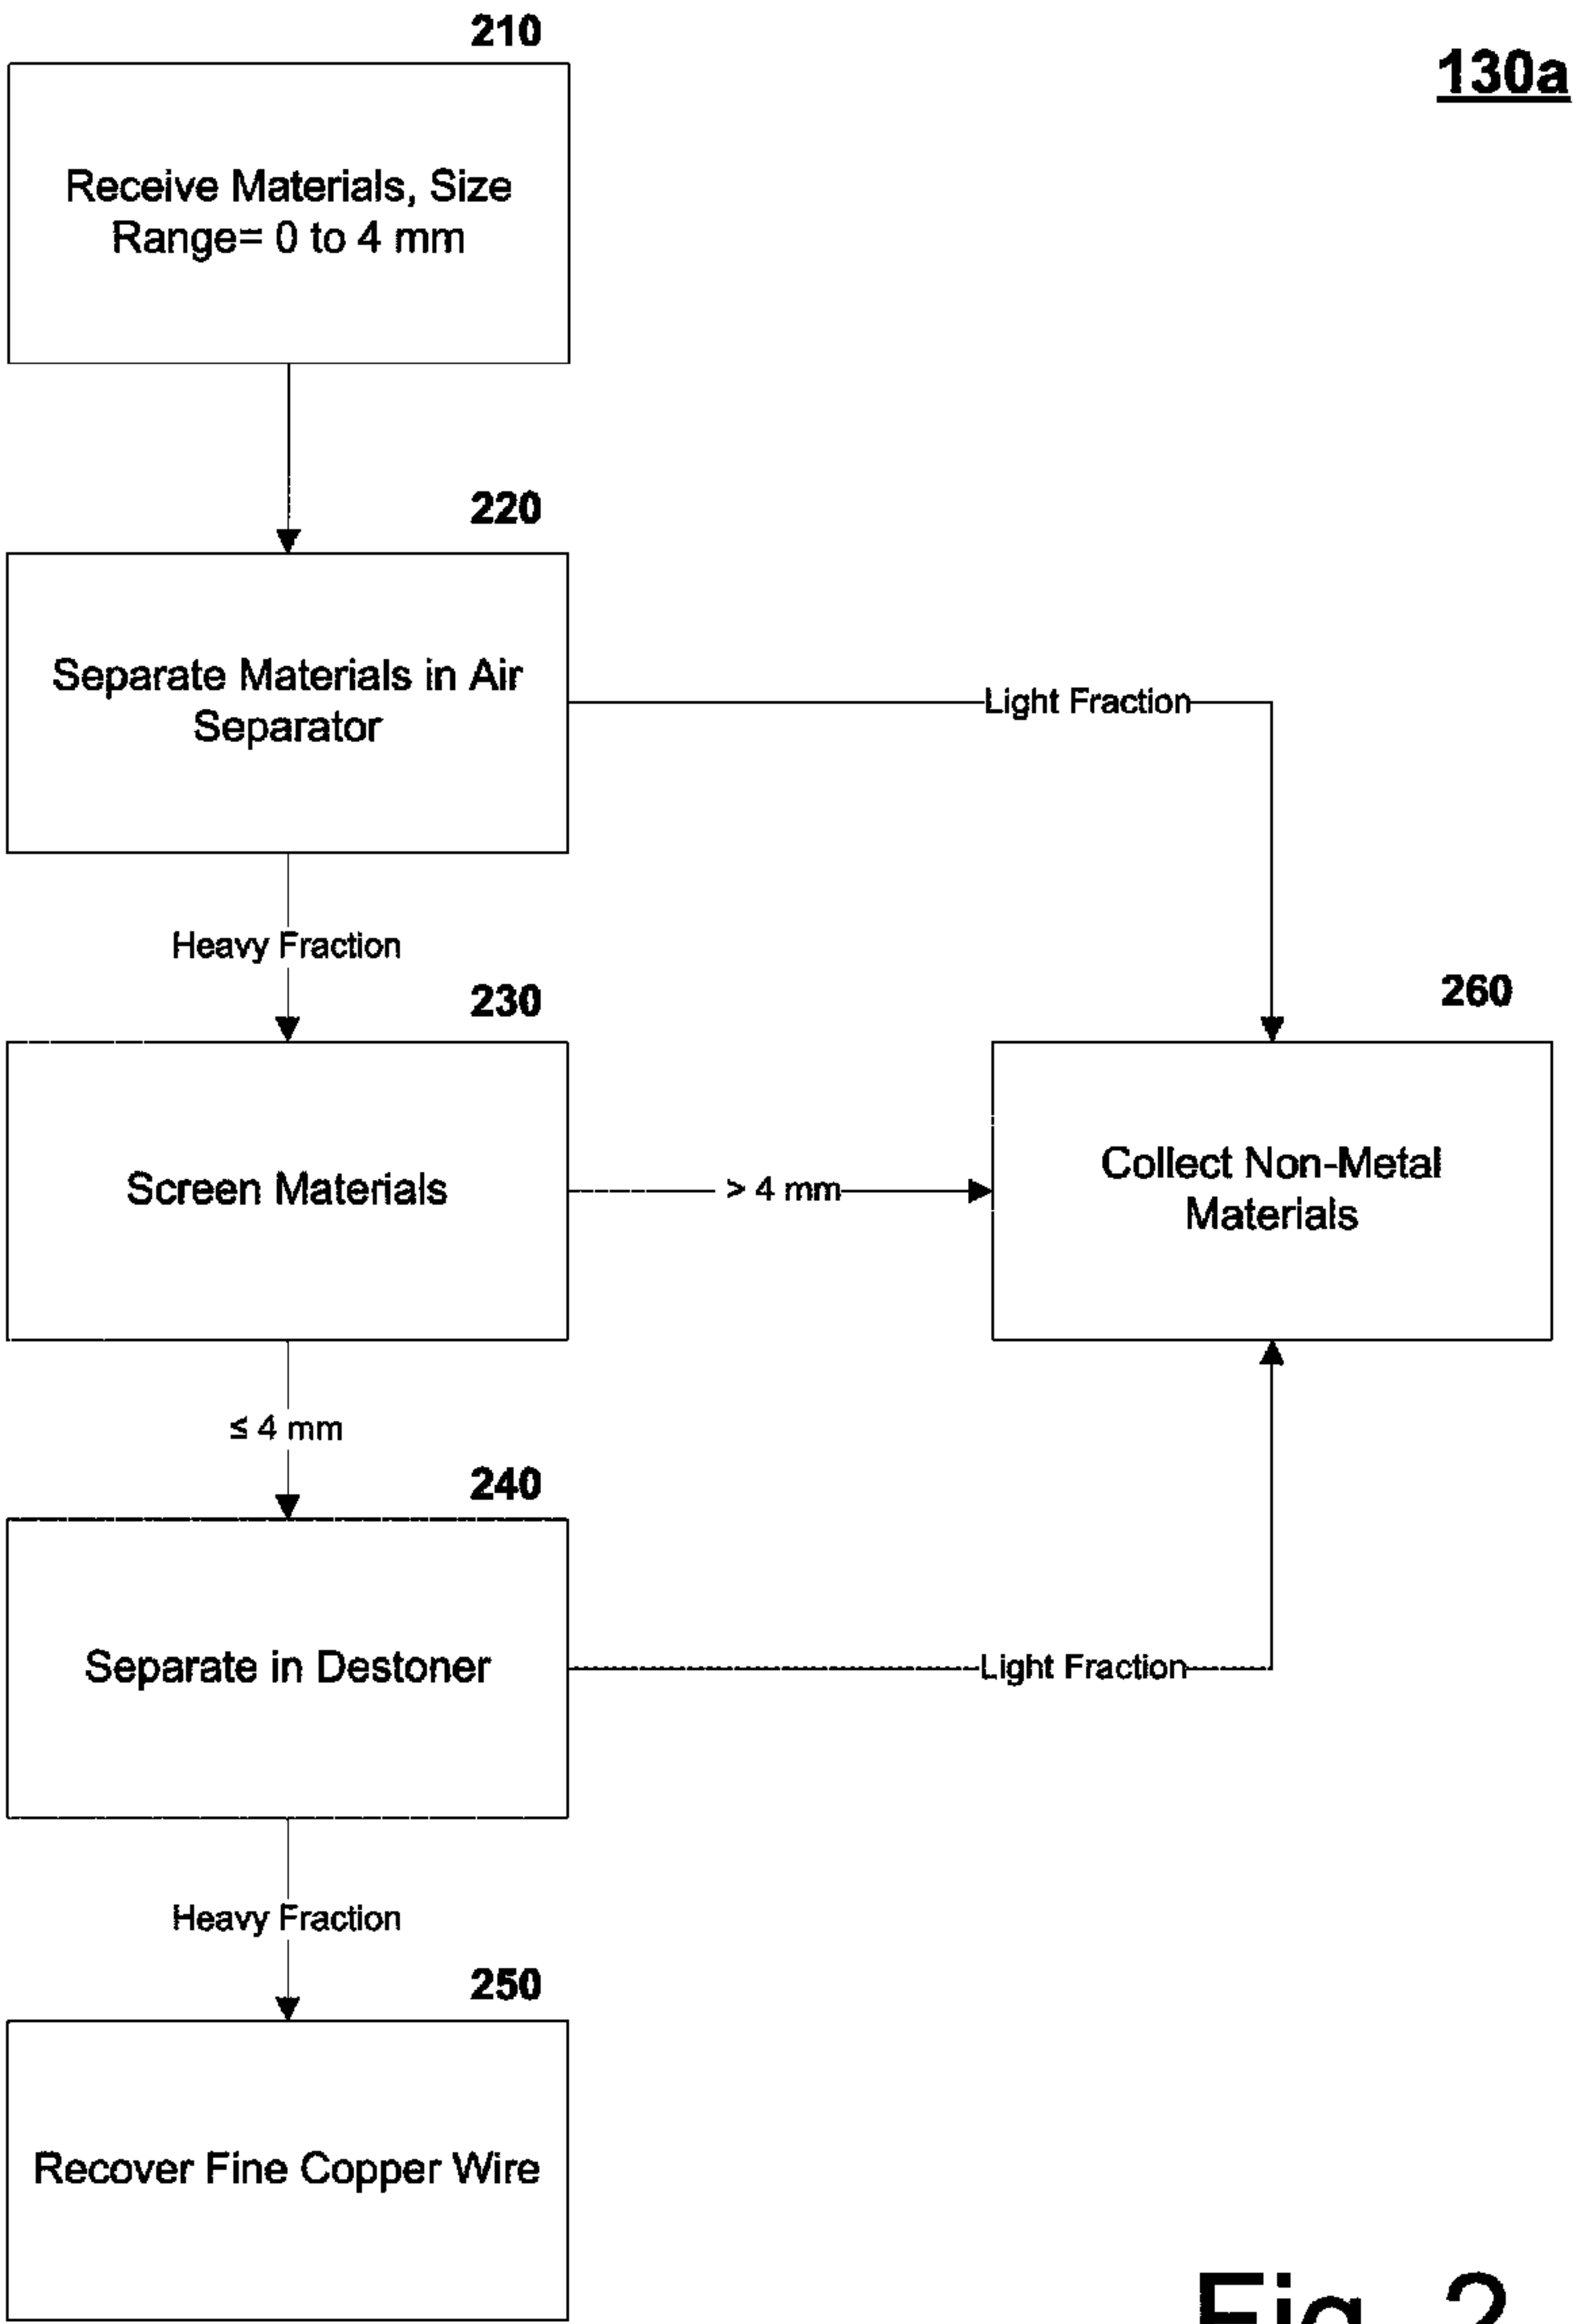 210
130a
Receive Materials, Size
Range= 0 to 4 mm
220
Separate Materials in Air
Separator
Light Fraction
Heavy Fraction
230
260
Screen Materials
> 4 mm
Collect Non-Metal
Materials
≤ 4 mm
240
Separate in Destoner
Light Fraction
Heavy Fraction
250
Recover Fine Copper Wire
Fig. 2